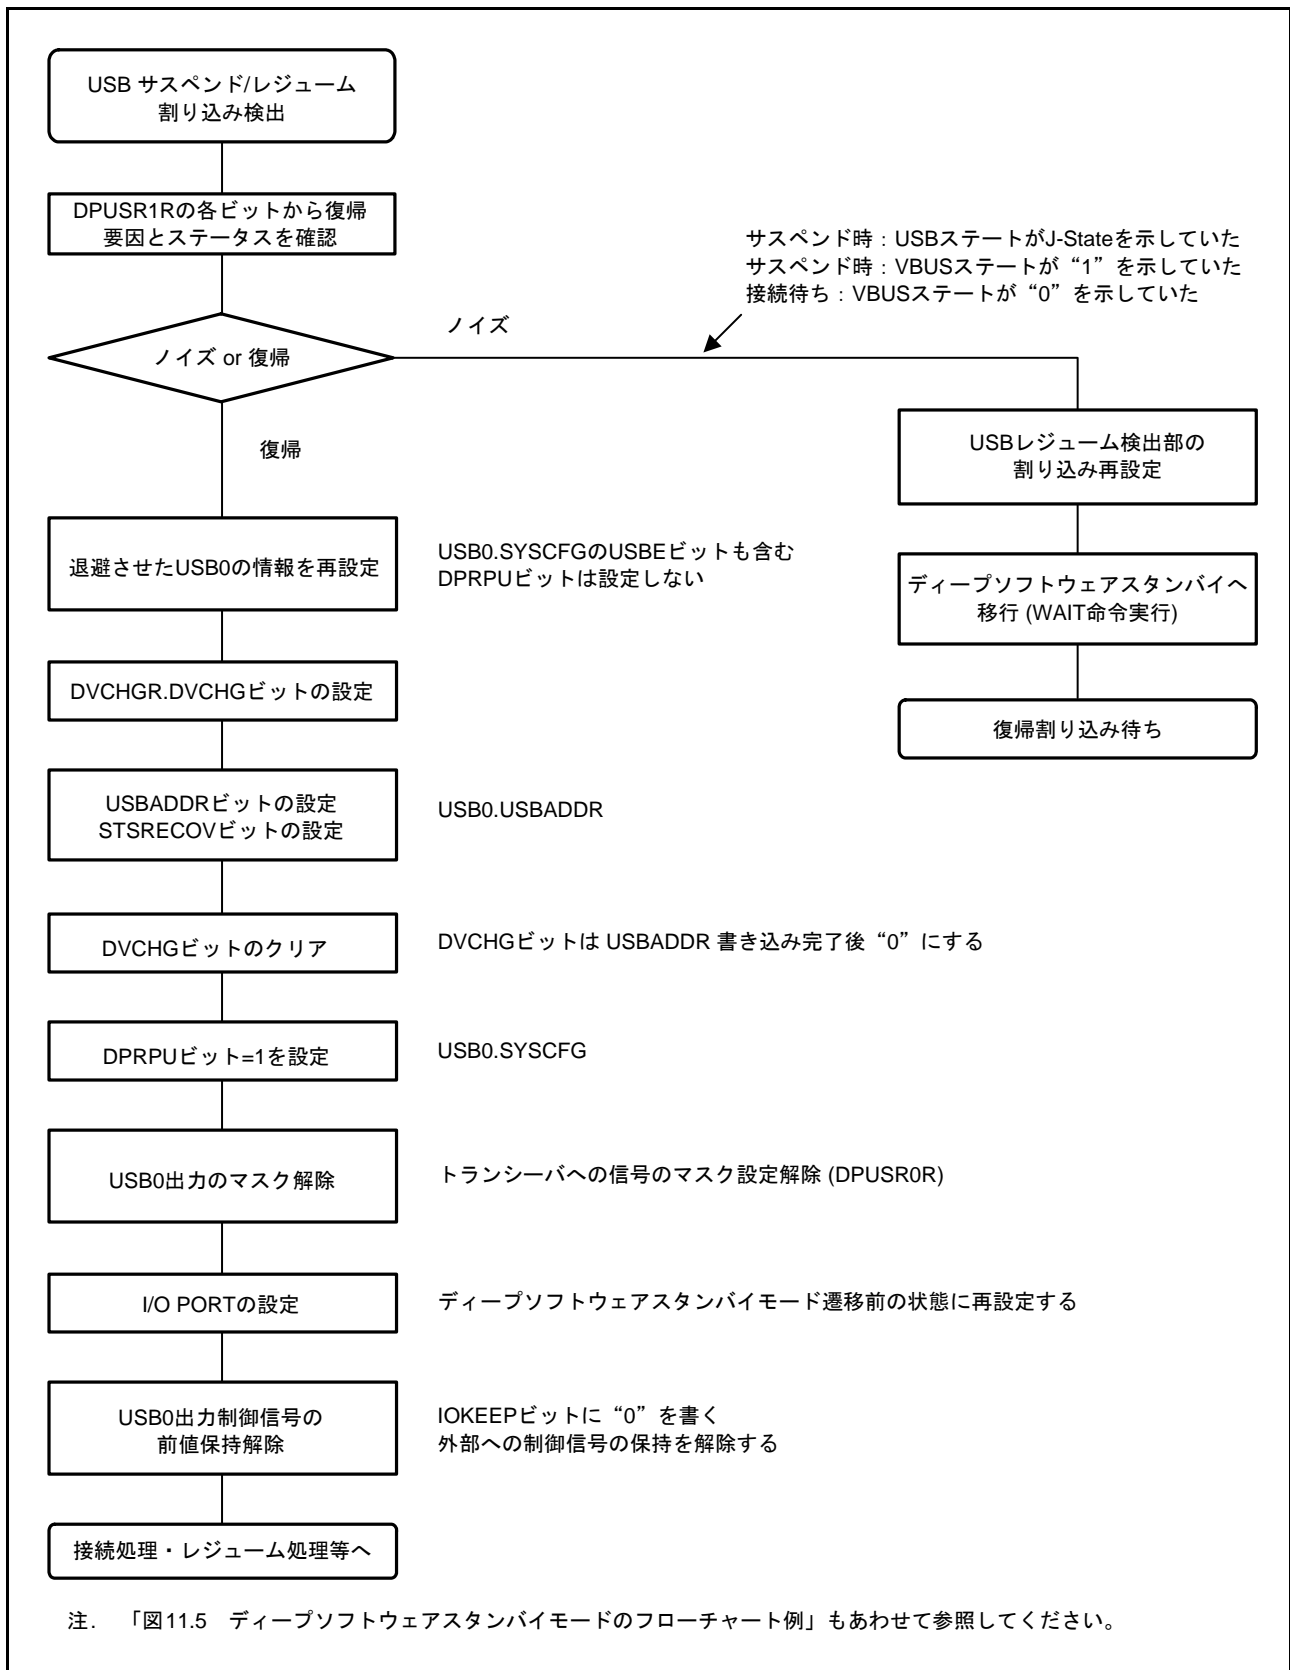 USB サスペンド/レジューム
割り込み検出
DPUSR1Rの各ビットから復帰
要因とステータスを確認
サスペンド時：USBステートがJ-Stateを示していた
サスペンド時：VBUSステートが“1”を示していた
接続待ち：VBUSステートが“0”を示していた
ノイズ
ノイズ or 復帰
復帰
USBレジューム検出部の
割り込み再設定
ディープソフトウェアスタンバイへ
移行 (WAIT命令実行)
復帰割り込み待ち
退避させたUSB0の情報を再設定
USB0.SYSCFGのUSBEビットも含む
DPRPUビットは設定しない
DVCHGR.DVCHGビットの設定
USBADDRビットの設定
STSRECOVビットの設定
USB0.USBADDR
DVCHGビットのクリア
DVCHGビットは USBADDR 書き込み完了後“0”にする
DPRPUビット=1を設定
USB0.SYSCFG
USB0出力のマスク解除
トランシーバへの信号のマスク設定解除 (DPUSR0R)
I/O PORTの設定
ディープソフトウェアスタンバイモード遷移前の状態に再設定する
USB0出力制御信号の
前値保持解除
IOKEEPビットに“0”を書く
外部への制御信号の保持を解除する
接続処理・レジューム処理等へ
注. 「図11.5 ディープソフトウェアスタンバイモードのフローチャート例」もあわせて参照してください。